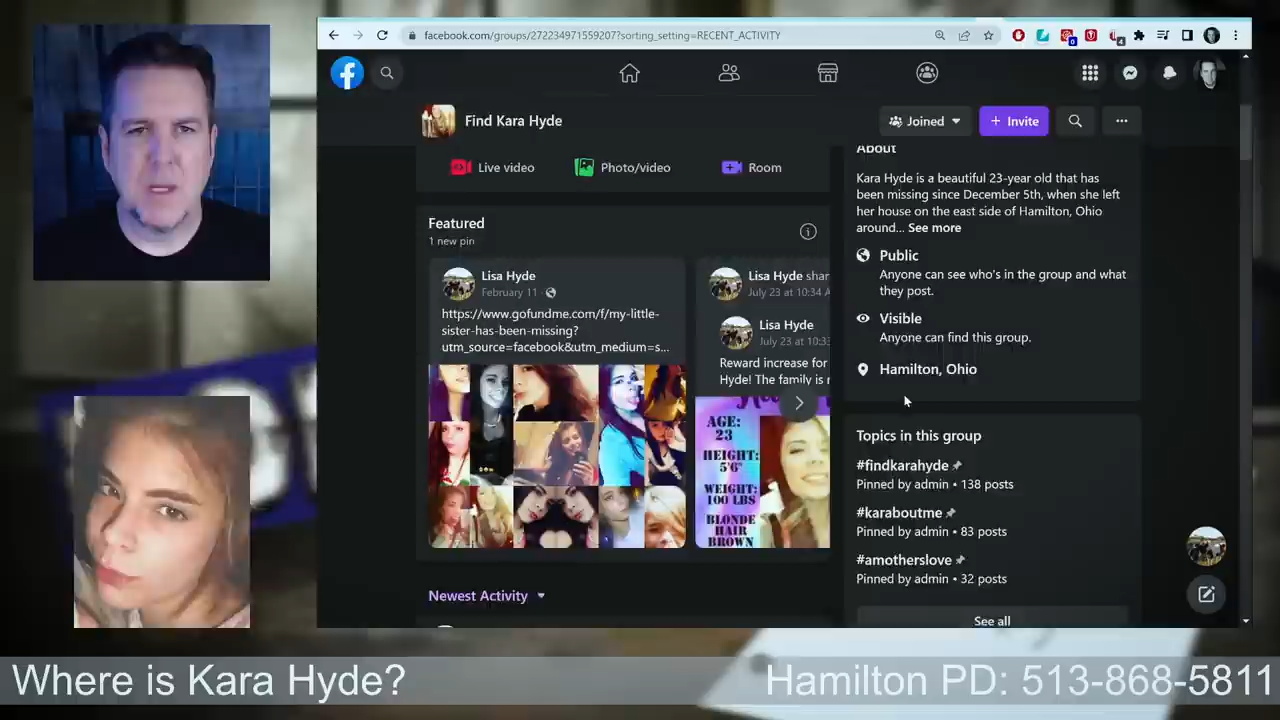 facebook.com/groups/272234971559207?sorting_setting=RECENT_ACTIVITY
Find Kara Hyde
Joined
+ Invite
Live video
Photo/video
Room
Featured
1 new pin
Lisa Hyde
February 11 ·
https://www.gofundme.com/f/my-little-
sister-has-been-missing?
utm_source=facebook&utm_medium=s...
Lisa Hyde shar
July 23 at 10:34 A
Lisa Hyde
July 23 at 10:33
Reward increase for
Hyde! The family is
AGE:
23
HEIGHT:
5'6"
WEIGHT:
100 LBS
BLONDE
HAIR
BROWN
Newest Activity
About
Kara Hyde is a beautiful 23-year old that has
been missing since December 5th, when she left
her house on the east side of Hamilton, Ohio
around... See more
Public
Anyone can see who's in the group and what
they post.
Visible
Anyone can find this group.
Hamilton, Ohio
Topics in this group
#findkarahyde
Pinned by admin • 138 posts
#karaboutme
Pinned by admin • 83 posts
#amotherslove
Pinned by admin • 32 posts
See all
Where is Kara Hyde?
Hamilton PD: 513-868-5811